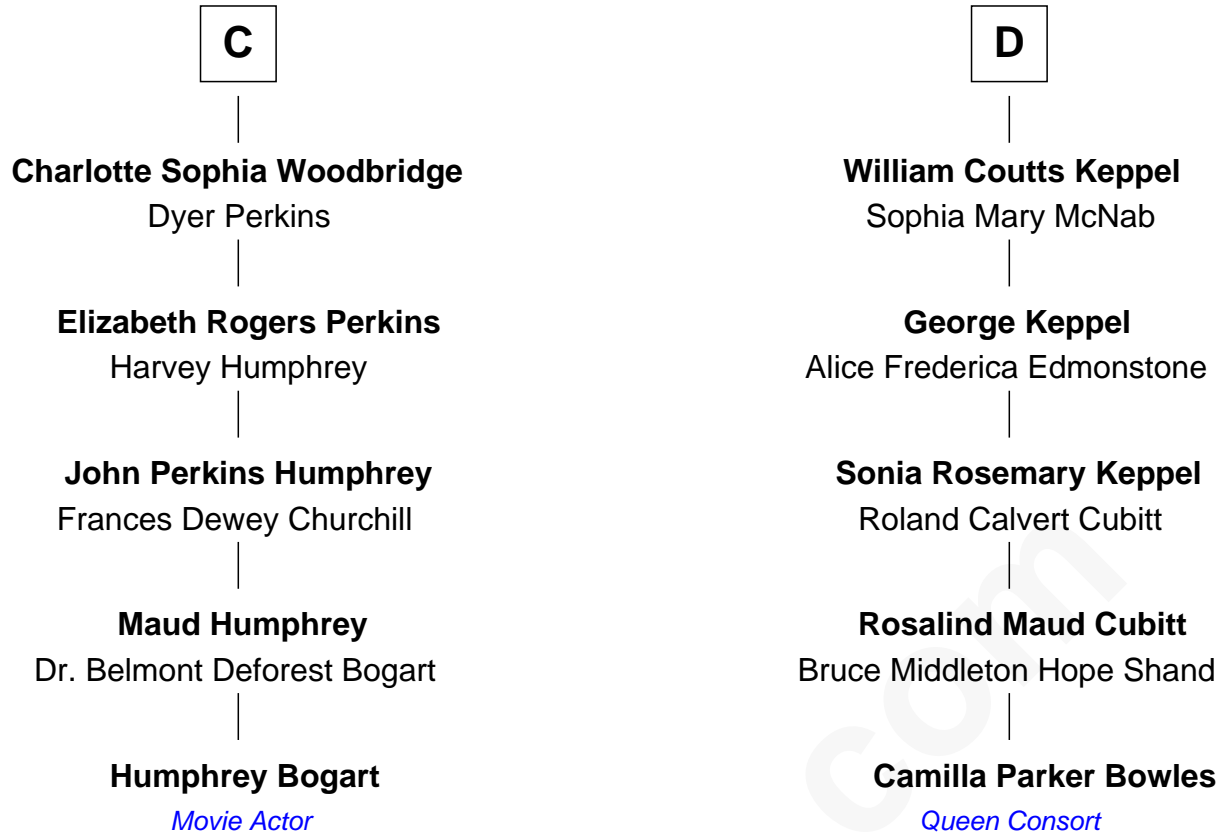 C
Charlotte Sophia Woodbridge
Dyer Perkins
Elizabeth Rogers Perkins
Harvey Humphrey
John Perkins Humphrey
Frances Dewey Churchill
Maud Humphrey
Dr. Belmont Deforest Bogart
Humphrey Bogart
Movie Actor
D
William Coutts Keppel
Sophia Mary McNab
George Keppel
Alice Frederica Edmonstone
Sonia Rosemary Keppel
Roland Calvert Cubitt
Rosalind Maud Cubitt
Bruce Middleton Hope Shand
Camilla Parker Bowles
Queen Consort
com